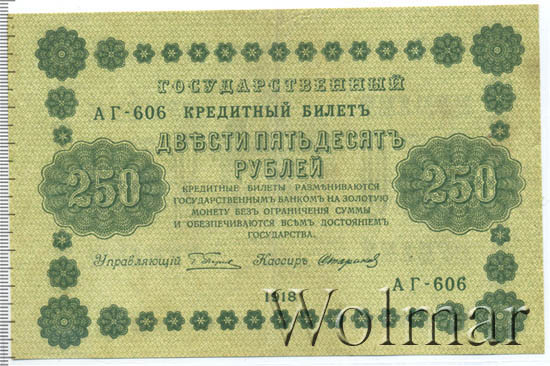 ГОСУДАРСТВЕННЫЙ
АГ-606 КРЕДИТНЫЙ БИЛЕТЪ
ДВѢСТИ ПЯТЬДЕСЯТЪ
РУБЛЕЙ
250 250
КРЕДИТНЫЕ БИЛЕТЫ РАЗМѢНИВАЮТСЯ
ГОСУДАРСТВЕННЫМЪ БАНКОМЪ НА ЗОЛОТУЮ
МОНЕТУ БЕЗЪ ОГРАНИЧЕНІЯ СУММЫ
И ОБЕЗПЕЧИВАЮТСЯ ВСѢМЪ ДОСТОЯНІЕМЪ
ГОСУДАРСТВА.
Управляющій Кассиръ
АГ-606
1918
Wolmar